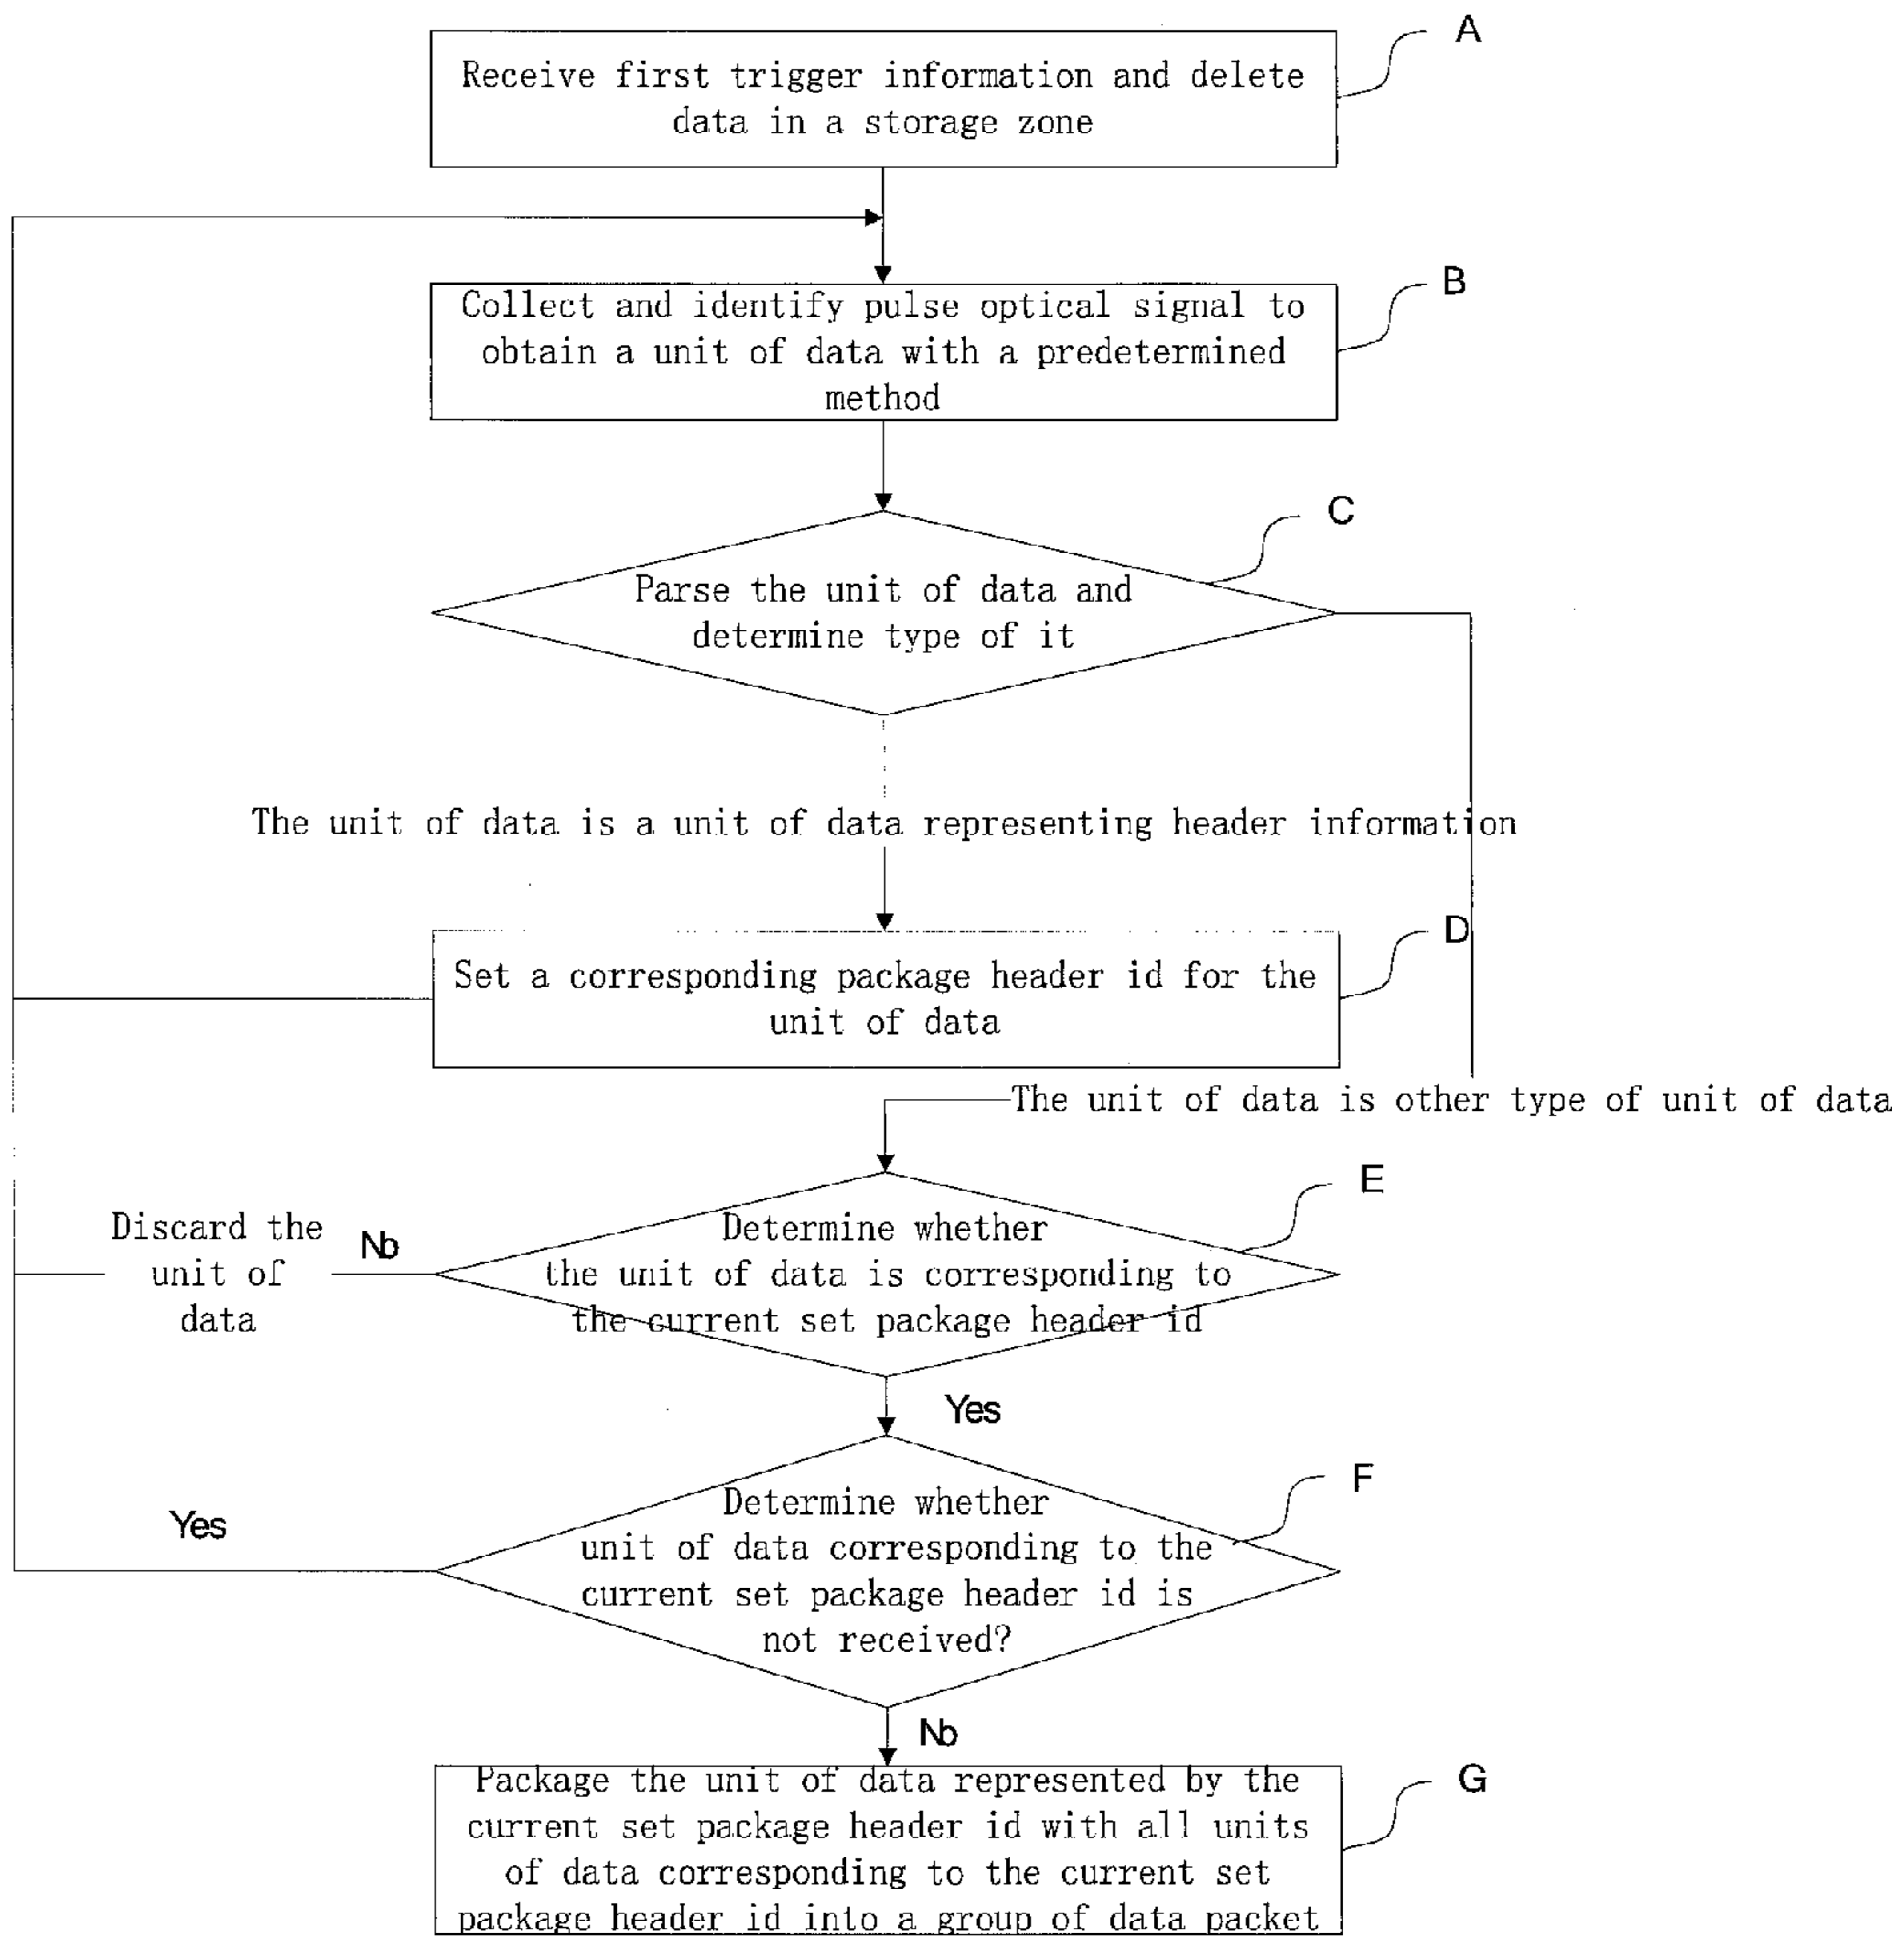 A
Receive first trigger information and delete
data in a storage zone
B
Collect and identify pulse optical signal to
obtain a unit of data with a predetermined
method
C
Parse the unit of data and
determine type of it
The unit of data is a unit of data representing header information
D
Set a corresponding package header id for the
unit of data
The unit of data is other type of unit of data
E
Determine whether
the unit of data is corresponding to
the current set package header id
No
Discard the
unit of
data
Yes
F
Determine whether
unit of data corresponding to the
current set package header id is
not received?
Yes
No
G
Package the unit of data represented by the
current set package header id with all units
of data corresponding to the current set
package header id into a group of data packet